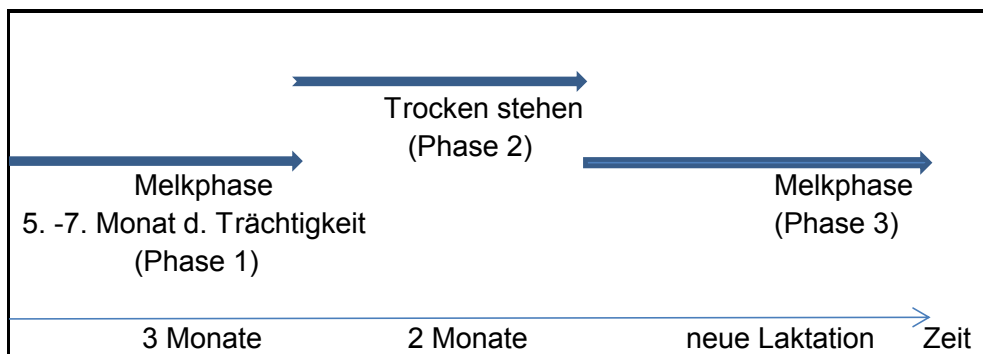 Trocken stehen
(Phase 2)
Melkphase
5. -7. Monat d. Trächtigkeit
(Phase 1)
Melkphase
(Phase 3)
3 Monate
2 Monate
neue Laktation
Zeit